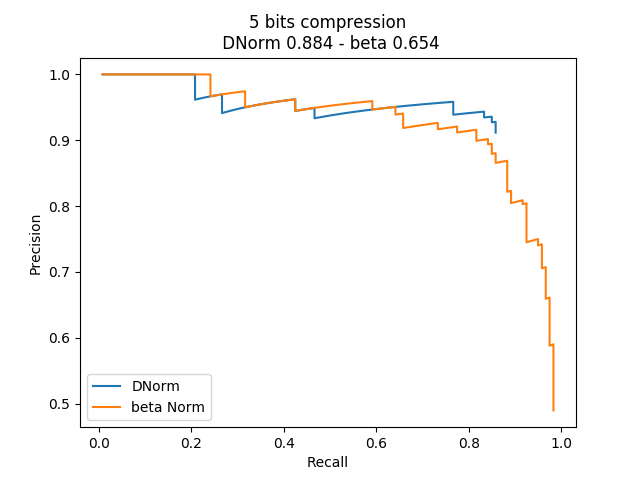 5 bits compression
DNorm 0.884 - beta 0.654
1.0
0.9
0.8
0.7
0.6
0.5
Precision
DNorm
beta Norm
0.0 0.2 0.4 0.6 0.8 1.0
Recall